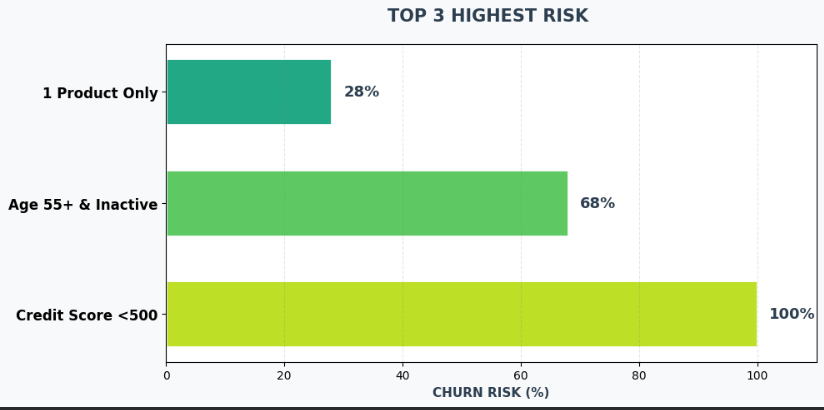 TOP 3 HIGHEST RISK
1 Product Only
28%
Age 55+ & Inactive
68%
Credit Score <500
100%
0 20 40 60 80 100
CHURN RISK (%)